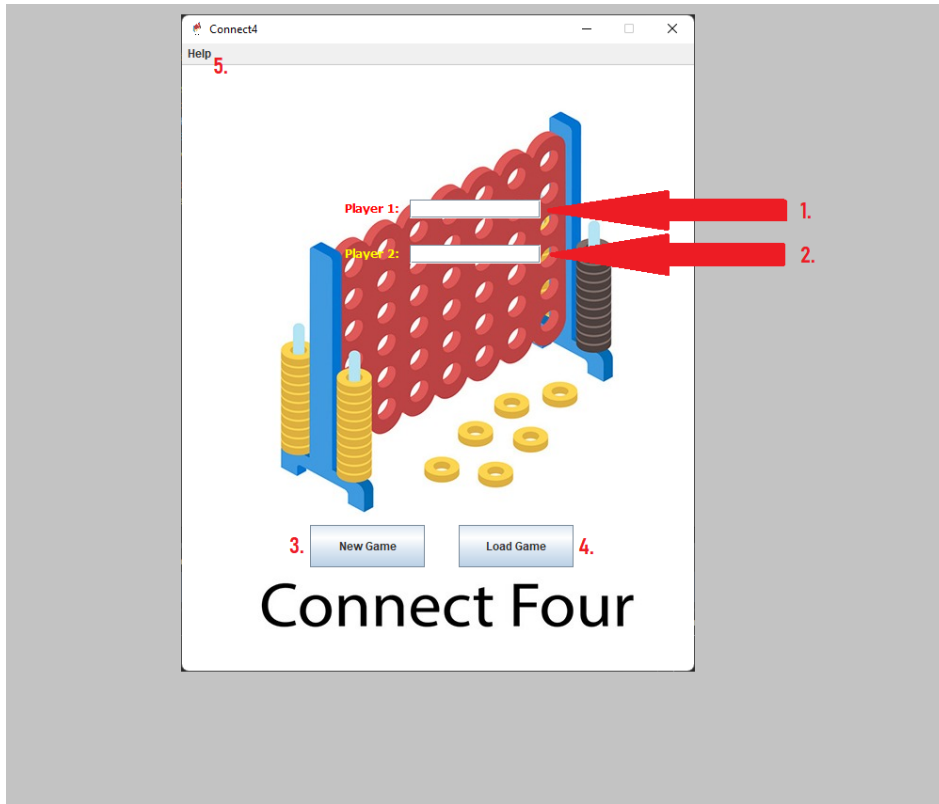 Connect4
Help
5.
Player 1:
1.
Player 2:
2.
3.
New Game
Load Game
4.
Connect Four